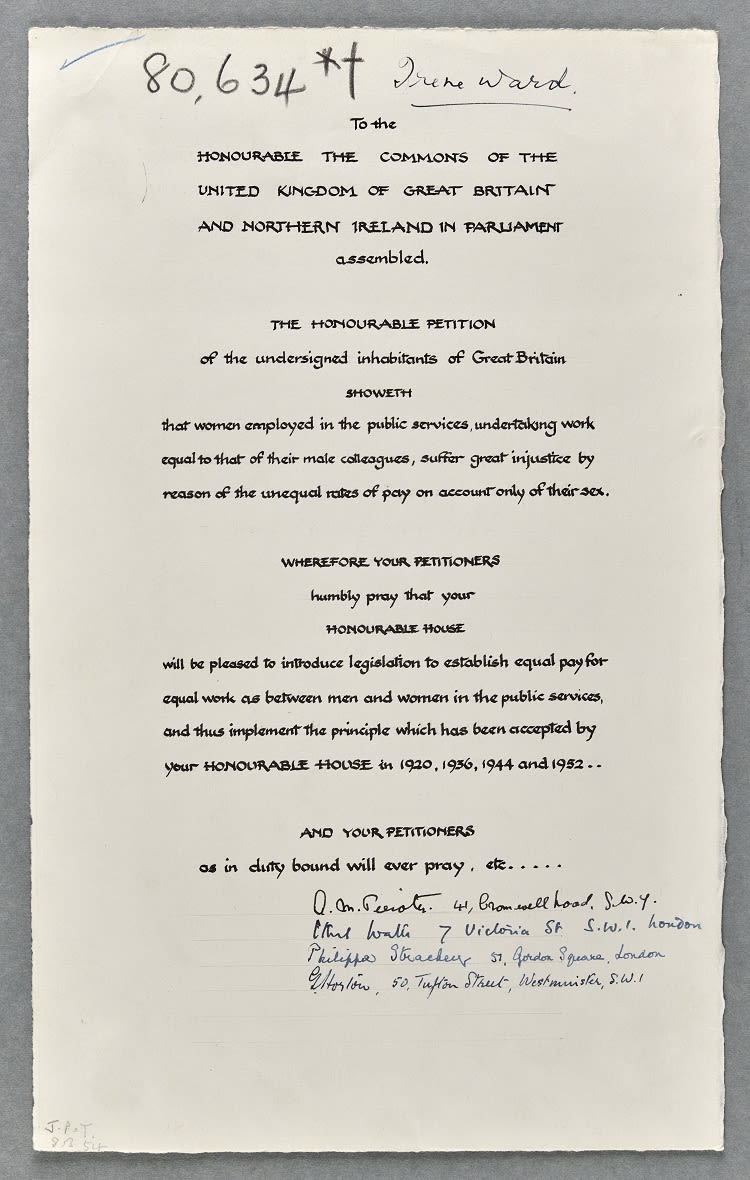 80,634 *†
Irene Ward.
To the
HONOURABLE THE COMMONS OF THE
UNITED KINGDOM OF GREAT BRITAIN
AND NORTHERN IRELAND IN PARLIAMENT
assembled.
THE HONOURABLE PETITION
of the undersigned inhabitants of Great Britain
SHOWETH
that women employed in the public services, undertaking work
equal to that of their male colleagues, suffer great injustice by
reason of the unequal rates of pay on account only of their sex.
WHEREFORE YOUR PETITIONERS
humbly pray that your
HONOURABLE HOUSE
will be pleased to introduce legislation to establish equal pay for
equal work as between men and women in the public services,
and thus implement the principle which has been accepted by
your HONOURABLE HOUSE in 1920, 1936, 1944 and 1952..
AND YOUR PETITIONERS
as in duty bound will ever pray, etc.....
41, Cromwell Road, S.W.7.
7 Victoria St S.W.1. London
Philippa Strachey 51, Gordon Square, London
50, Tufton Street, Westminster, S.W.1
J.P.T.